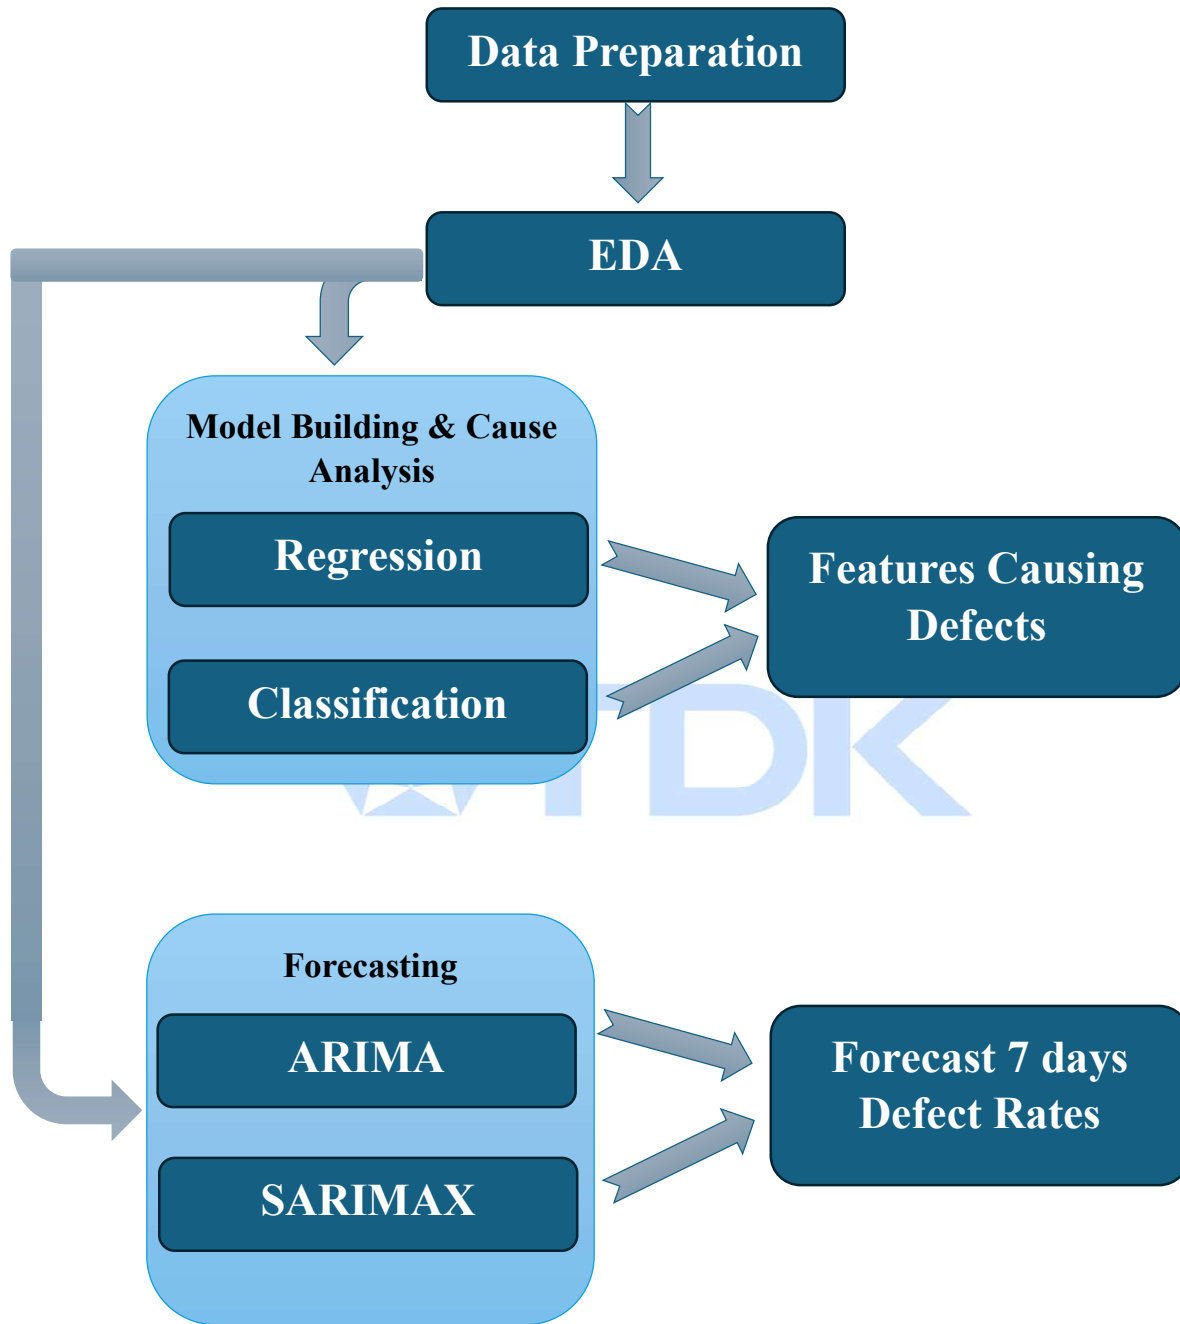 Data Preparation
EDA
Model Building & Cause
Analysis
Regression
Classification
Features Causing
Defects
TDK
Forecasting
ARIMA
SARIMAX
Forecast 7 days
Defect Rates